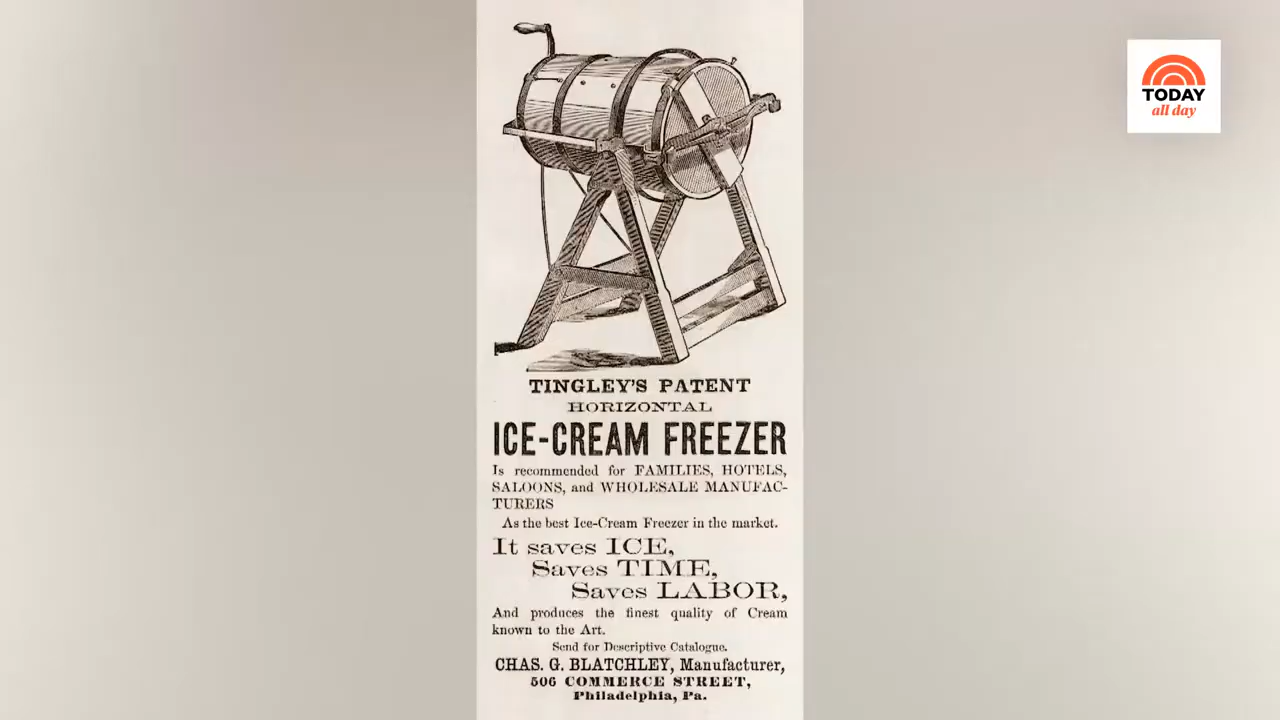 TODAY
all day
TINGLEY'S PATENT
HORIZONTAL
ICE-CREAM FREEZER
Is recommended for FAMILIES, HOTELS,
SALOONS, and WHOLESALE MANUFAC-
TURERS
As the best Ice-Cream Freezer in the market.
It saves ICE,
Saves TIME,
Saves LABOR,
And produces the finest quality of Cream
known to the Art.
Send for Descriptive Catalogue.
CHAS. G. BLATCHLEY, Manufacturer,
506 COMMERCE STREET,
Philadelphia, Pa.